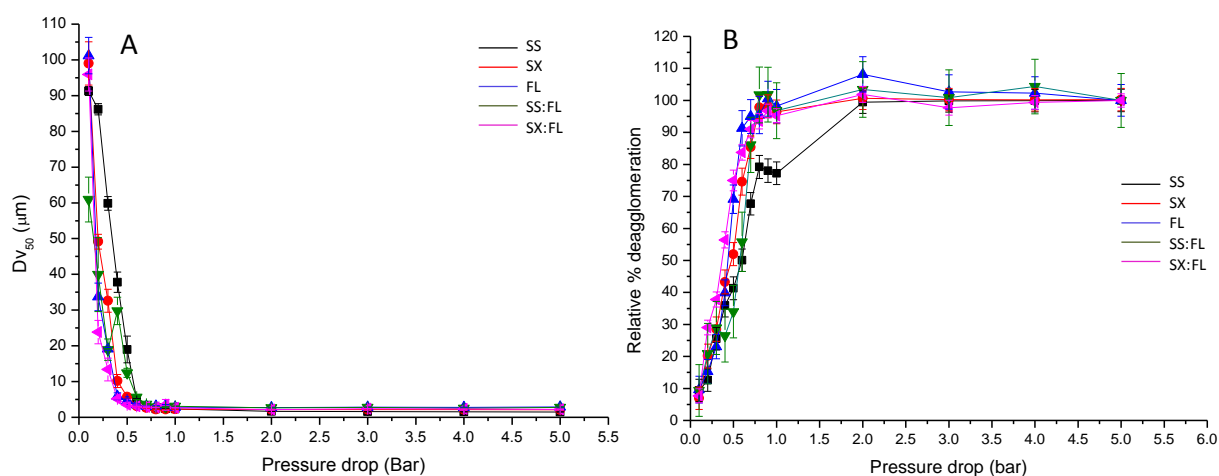 A
110
100
90
80
70
60
50
40
30
20
10
0
Dv50 (μm)
0.0 0.5 1.0 1.5 2.0 2.5 3.0 3.5 4.0 4.5 5.0 5.5
Pressure drop (Bar)
SS
SX
FL
SS:FL
SX:FL
B
120
110
100
90
80
70
60
50
40
30
20
10
0
Relative % deagglomeration
0.0 0.5 1.0 1.5 2.0 2.5 3.0 3.5 4.0 4.5 5.0 5.5 6.0
Pressure drop (bar)
SS
SX
FL
SS:FL
SX:FL